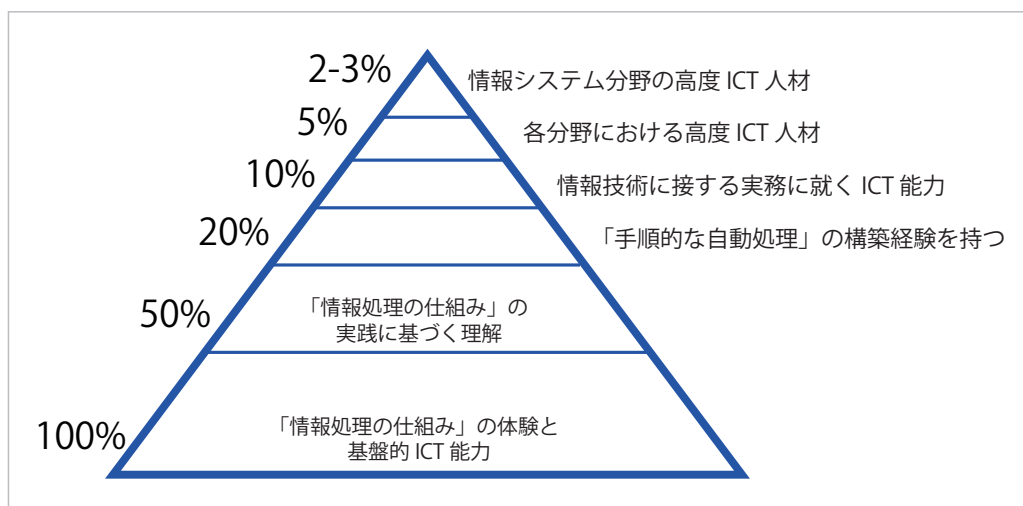 2-3%
情報システム分野の高度 ICT 人材
5%
各分野における高度 ICT 人材
10%
情報技術に接する実務に就く ICT 能力
20%
「手順的な自動処理」の構築経験を持つ
50%
「情報処理の仕組み」の
実践に基づく理解
100%
「情報処理の仕組み」の体験と
基盤的 ICT 能力